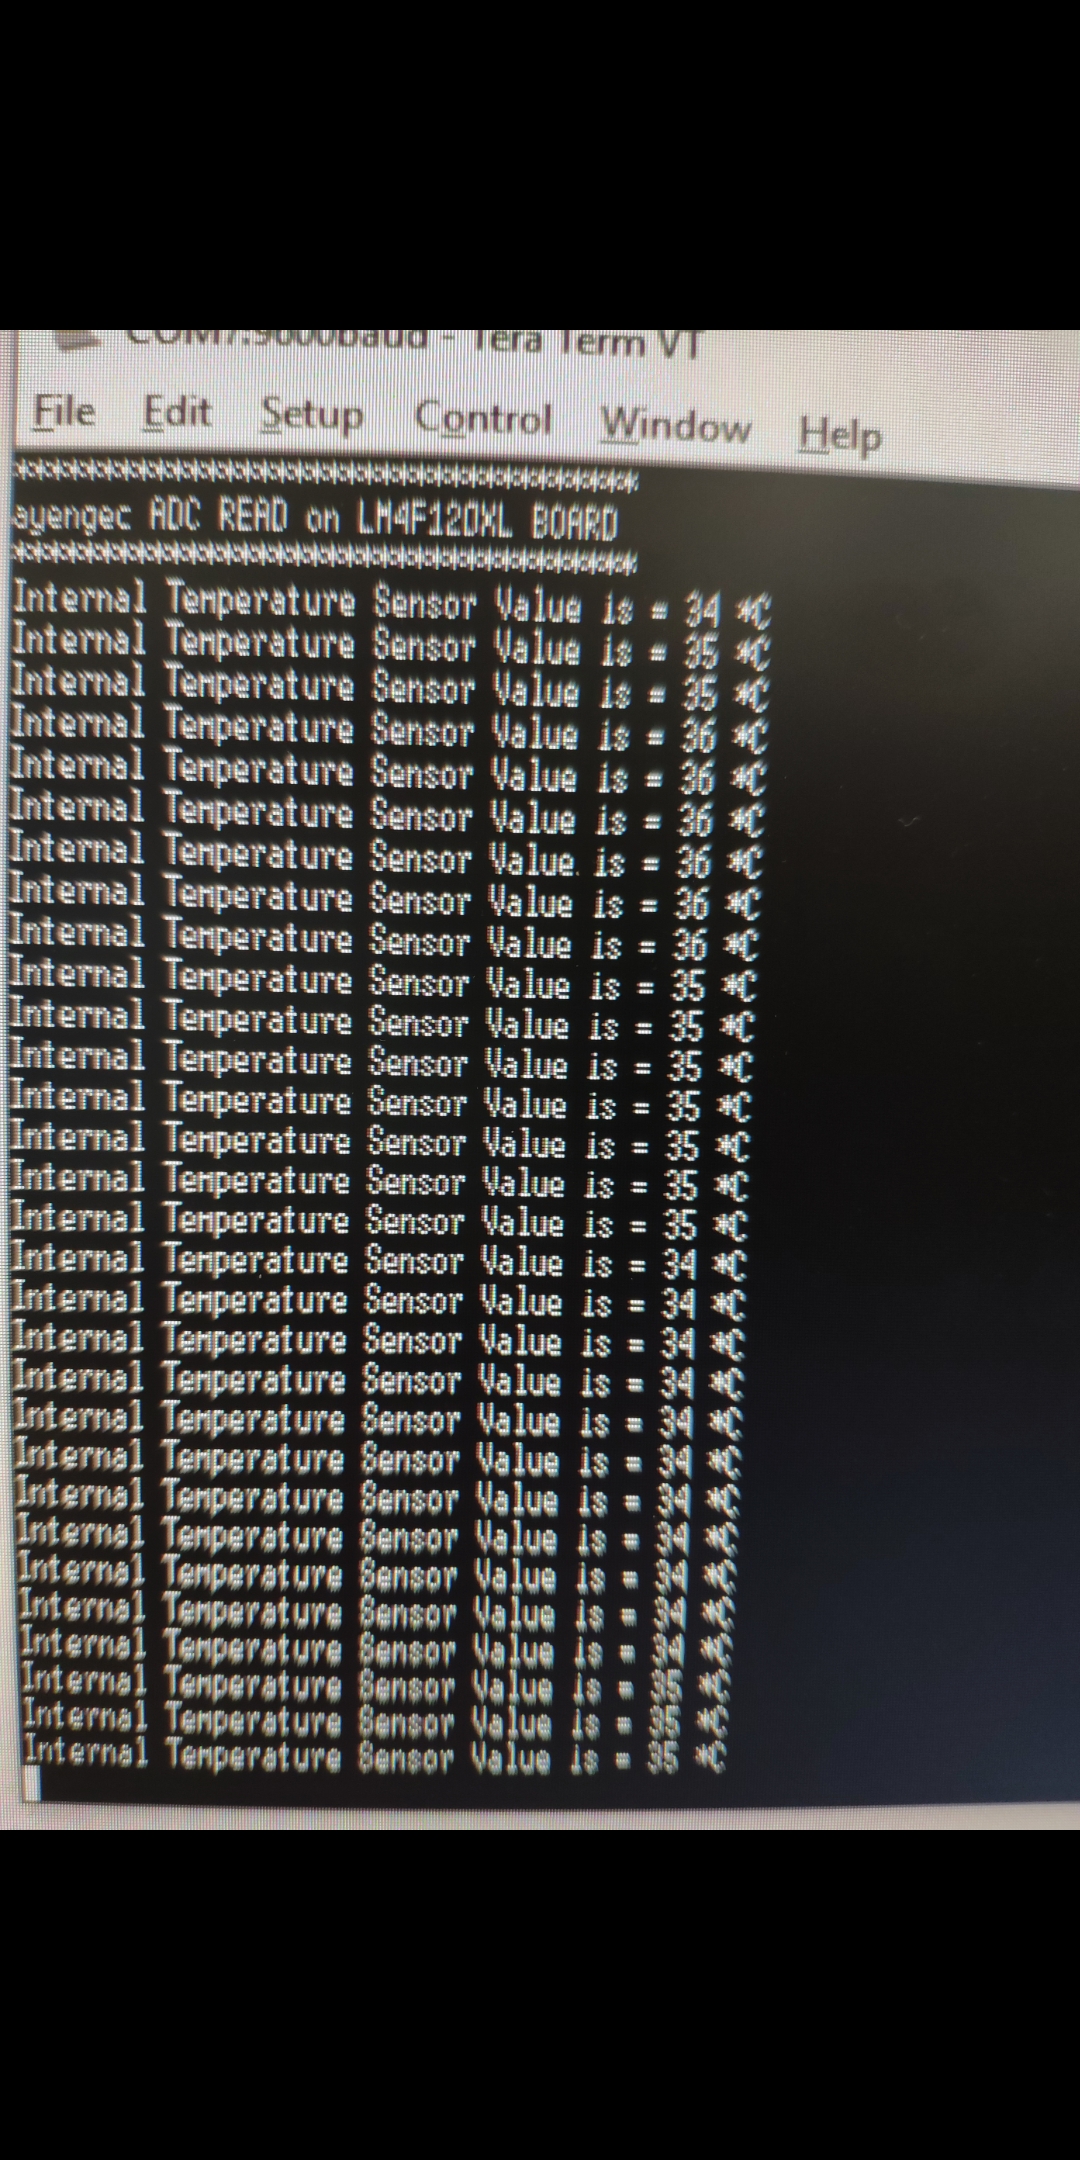 COM7:9600baud - Tera Term VT
File Edit Setup Control Window Help
*************************************
ayengec ADC READ on LM4F120XL BOARD
*************************************
Internal Temperature Sensor Value is = 34 *C
Internal Temperature Sensor Value is = 35 *C
Internal Temperature Sensor Value is = 35 *C
Internal Temperature Sensor Value is = 36 *C
Internal Temperature Sensor Value is = 36 *C
Internal Temperature Sensor Value is = 36 *C
Internal Temperature Sensor Value is = 36 *C
Internal Temperature Sensor Value is = 36 *C
Internal Temperature Sensor Value is = 36 *C
Internal Temperature Sensor Value is = 35 *C
Internal Temperature Sensor Value is = 35 *C
Internal Temperature Sensor Value is = 35 *C
Internal Temperature Sensor Value is = 35 *C
Internal Temperature Sensor Value is = 35 *C
Internal Temperature Sensor Value is = 35 *C
Internal Temperature Sensor Value is = 35 *C
Internal Temperature Sensor Value is = 34 *C
Internal Temperature Sensor Value is = 34 *C
Internal Temperature Sensor Value is = 34 *C
Internal Temperature Sensor Value is = 34 *C
Internal Temperature Sensor Value is = 34 *C
Internal Temperature Sensor Value is = 34 *C
Internal Temperature Sensor Value is = 34 *C
Internal Temperature Sensor Value is = 34 *C
Internal Temperature Sensor Value is = 34 *C
Internal Temperature Sensor Value is = 34 *C
Internal Temperature Sensor Value is = 34 *C
Internal Temperature Sensor Value is = 35 *C
Internal Temperature Sensor Value is = 35 *C
Internal Temperature Sensor Value is = 35 *C